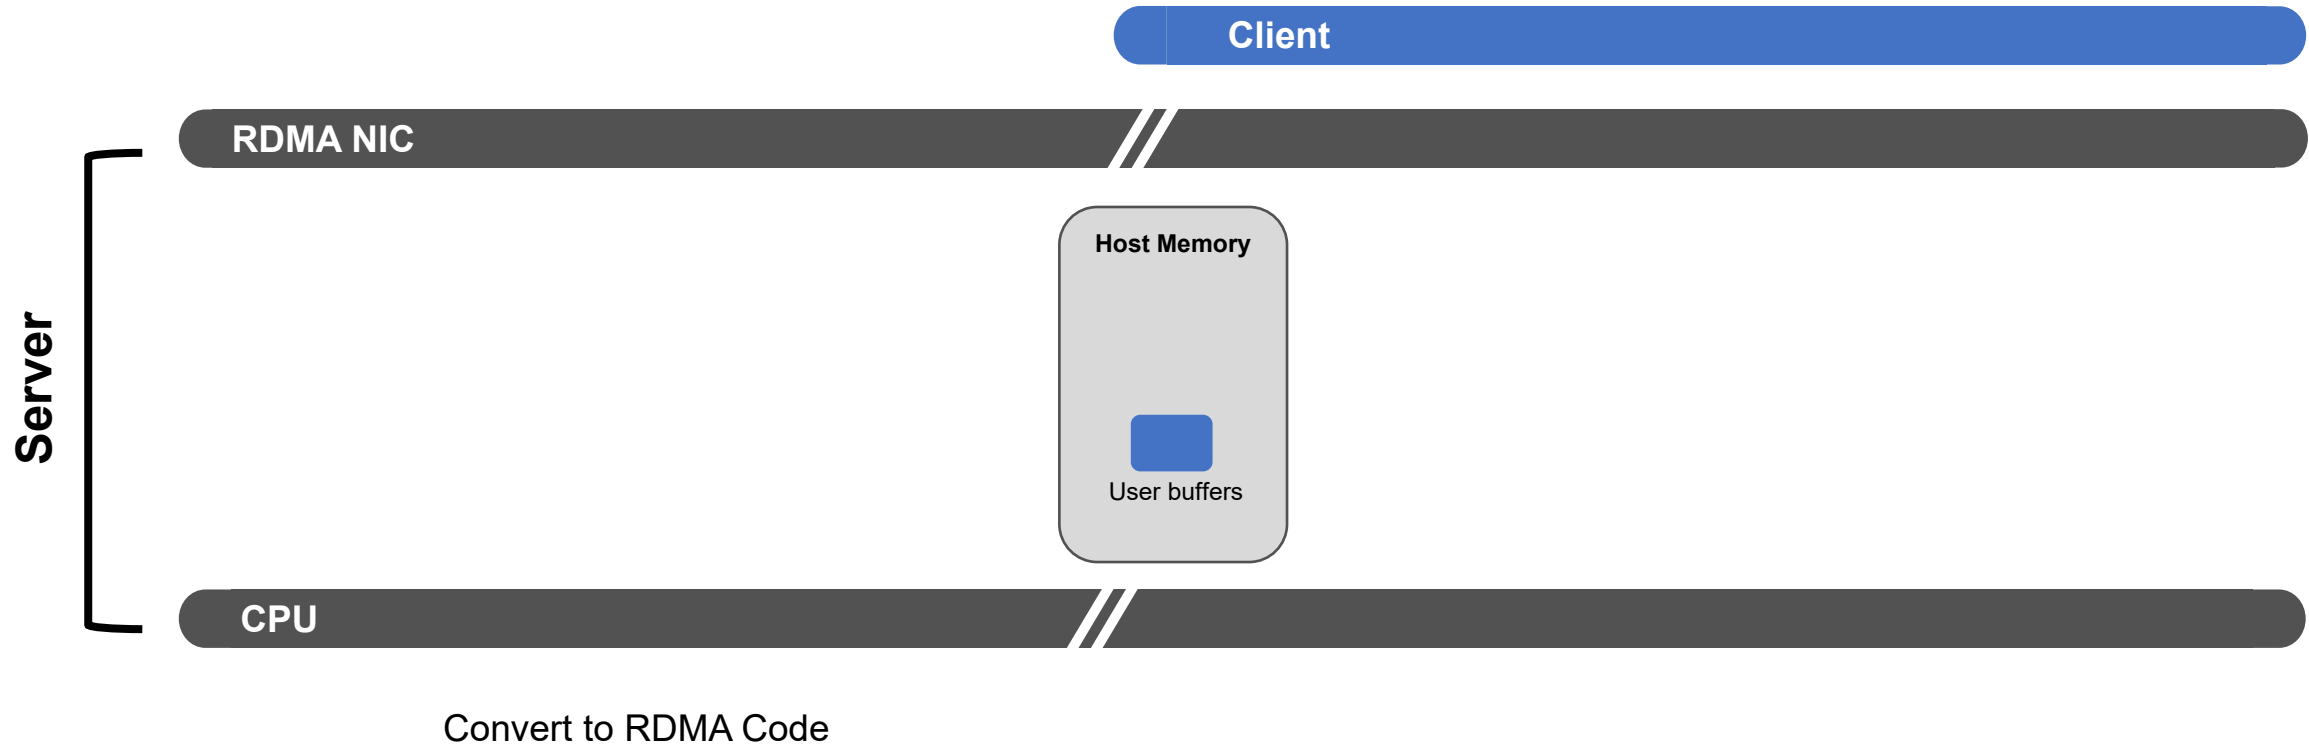 Client
RDMA NIC
Host Memory
Server
User buffers
CPU
Convert to RDMA Code